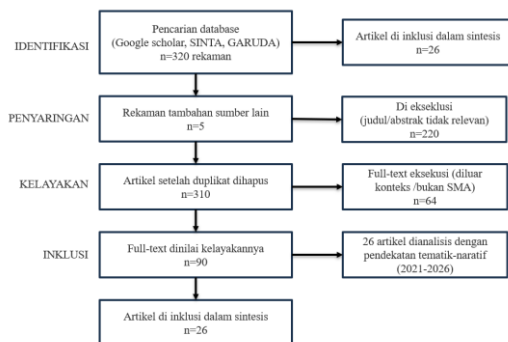 IDENTIFIKASI
Pencarian database
(Google scholar, SINTA, GARUDA)
n=320 rekaman
Artikel di inklusi dalam sintesis
n=26
PENYARINGAN
Rekaman tambahan sumber lain
n=5
Di ekseklusi
(judul/abstrak tidak relevan)
n=220
KELAYAKAN
Artikel setelah duplikat dihapus
n=310
Full-text eksekusi (diluar
konteks /bukan SMA)
n=64
INKLUSI
Full-text dinilai kelayakannya
n=90
26 artikel dianalisis dengan
pendekatan tematik-naratif
(2021-2026)
Artikel di inklusi dalam sintesis
n=26